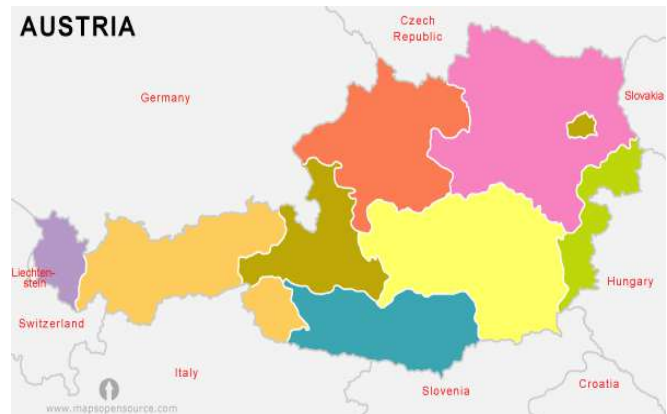 AUSTRIA
Czech
Republic
Germany
Slovakia
Liechten-
stein
Hungary
Switzerland
Italy
Slovenia
Croatia
www.mapsopensource.com